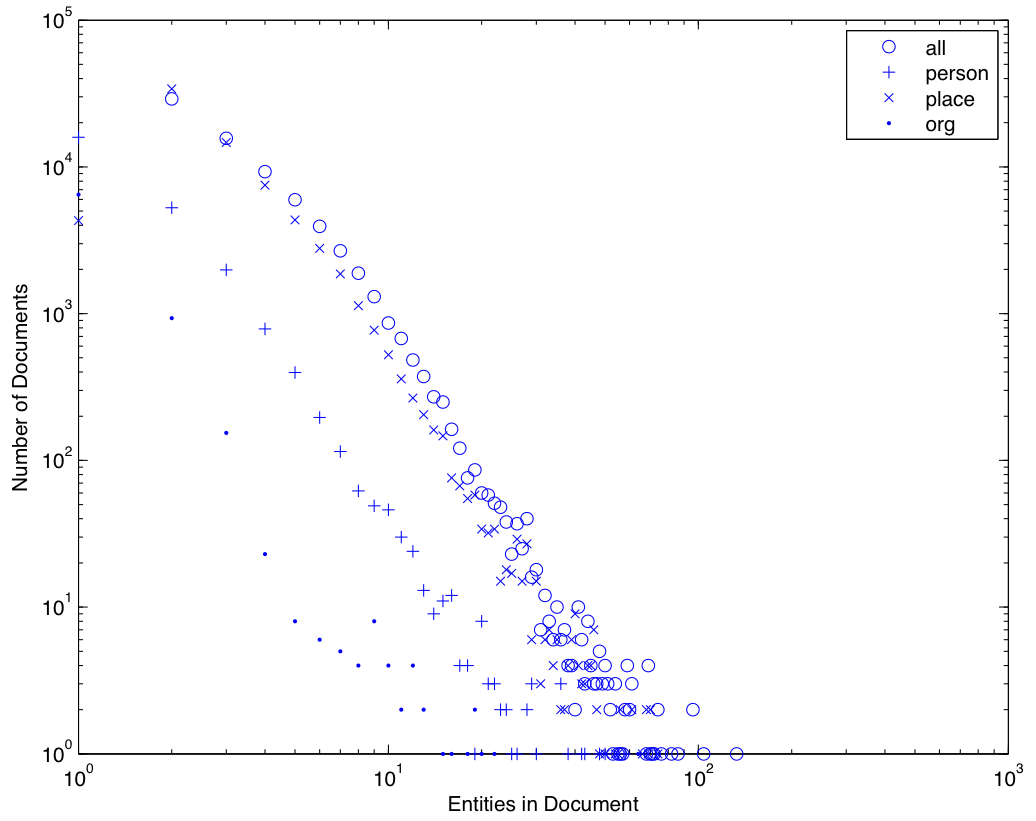 10^5
10^4
10^3
10^2
10^1
10^0
Number of Documents
all
person
place
org
10^0
10^1
10^2
10^3
Entities in Document